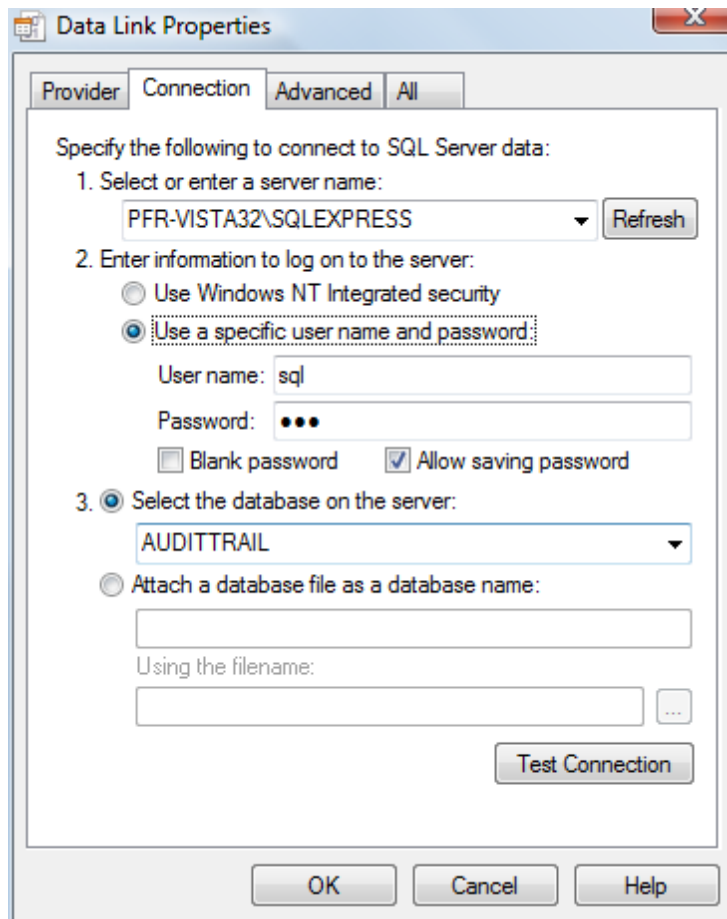 Data Link Properties
X
Provider Connection Advanced All
Specify the following to connect to SQL Server data:
1. Select or enter a server name:
PFR-VISTA32\SQLEXPRESS Refresh
2. Enter information to log on to the server:
Use Windows NT Integrated security
Use a specific user name and password:
User name: sql
Password: •••
Blank password Allow saving password
3. Select the database on the server:
AUDITTRAIL
Attach a database file as a database name:
Using the filename:
...
Test Connection
OK Cancel Help